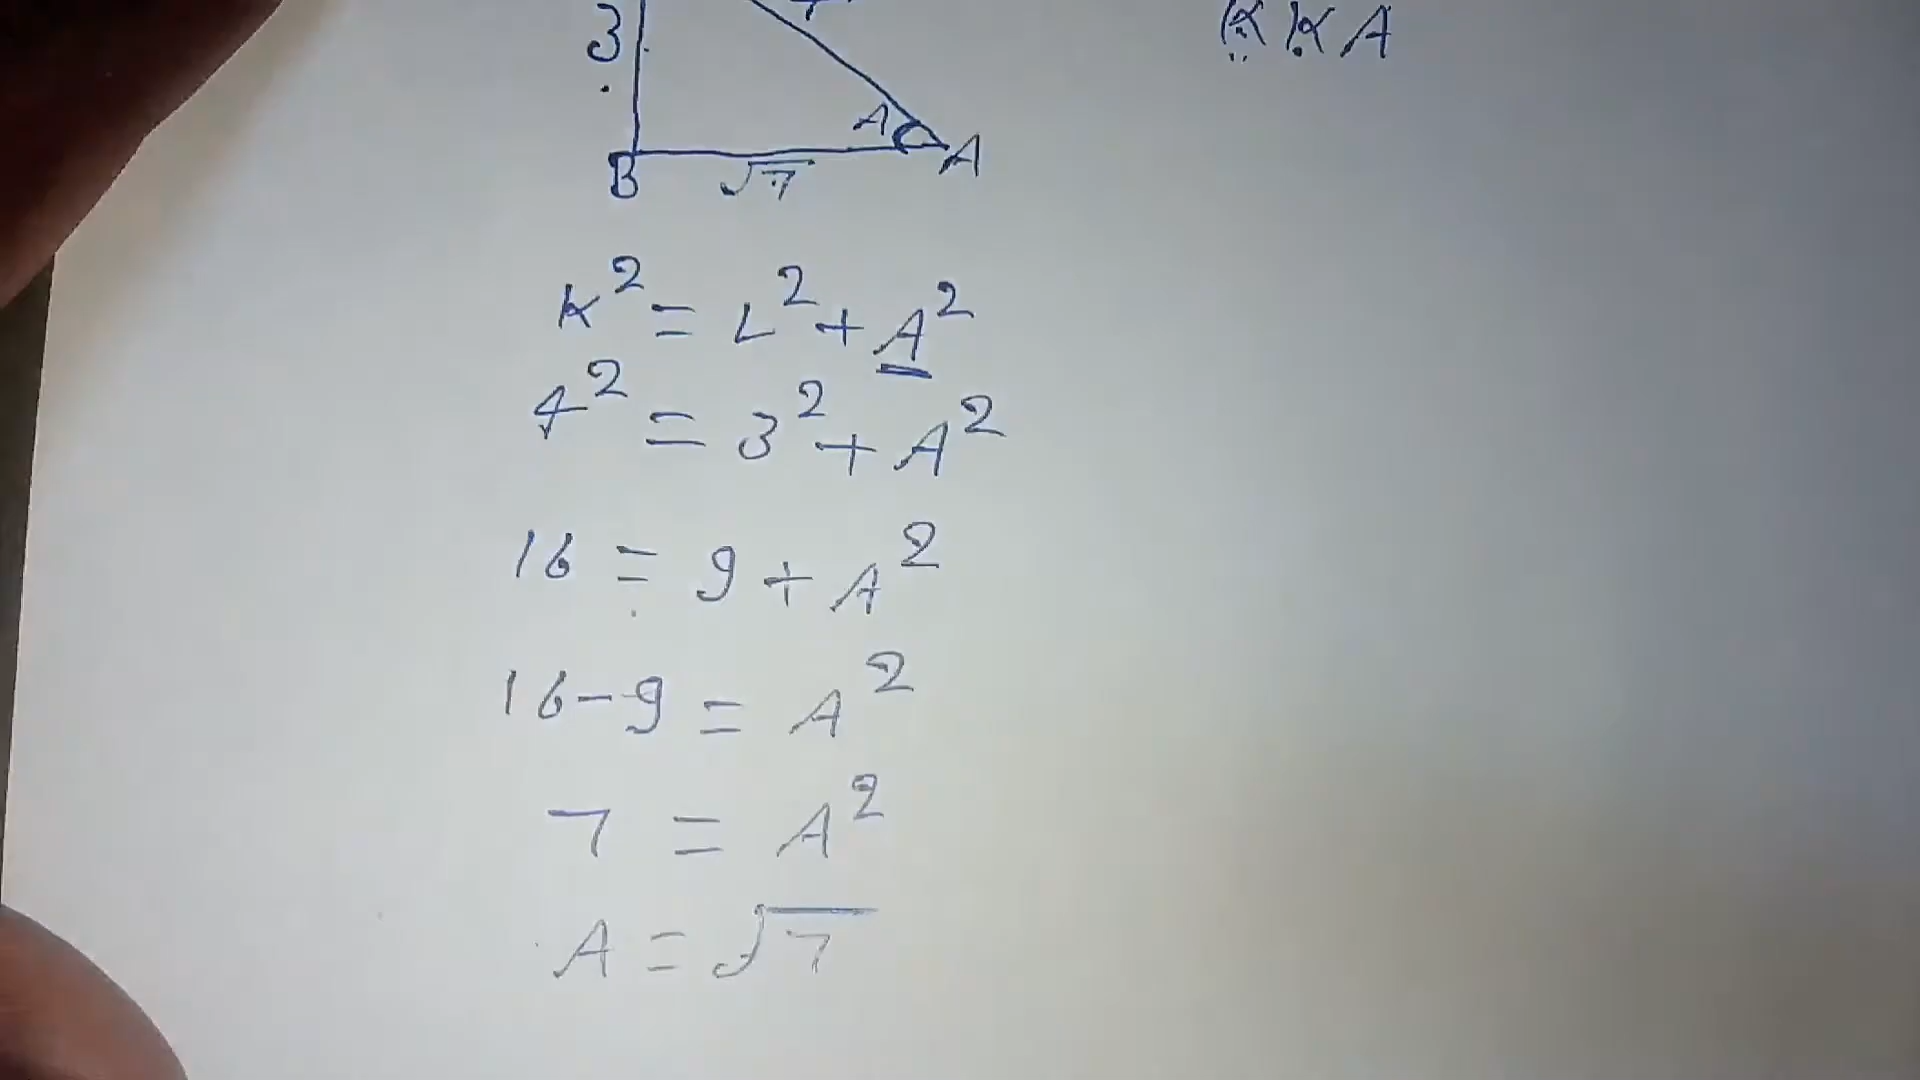 3
K K A
A
B
√7
A
K² = L² + A²
4² = 3² + A²
16 = 9 + A²
16 - 9 = A²
7 = A²
A = √7